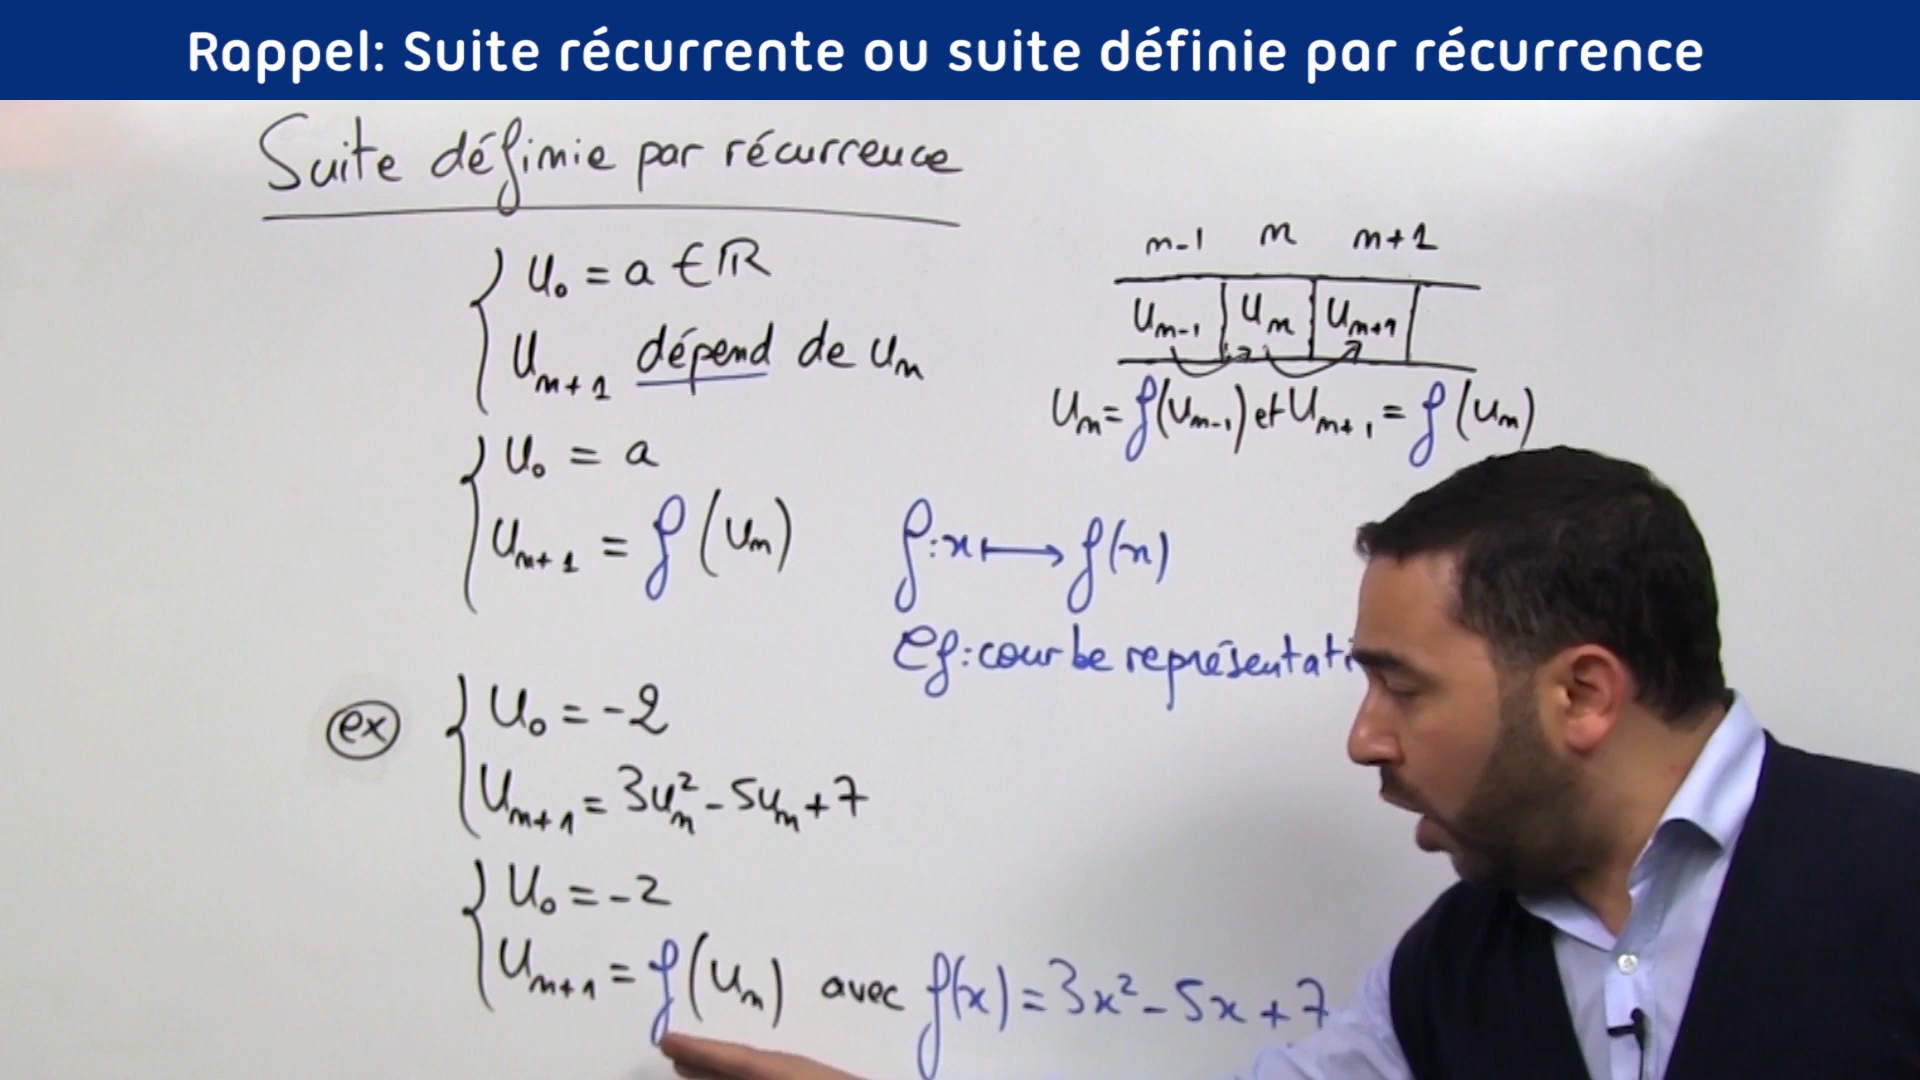 Rappel: Suite récurrente ou suite définie par récurrence
Suite définie par récurrence
U₀ = a ∈ ℝ
Uₙ₊₁ dépend de uₙ
n-1 n n+1
Uₙ₋₁ Uₙ Uₙ₊₁
Uₙ = f(Uₙ₋₁) et Uₙ₊₁ = f(uₙ)
U₀ = a
Uₙ₊₁ = f(Uₙ)
f: x ⟼ f(x)
Cf: courbe représentati
ex
U₀ = -2
Uₙ₊₁ = 3uₙ² - 5uₙ + 7
U₀ = -2
Uₙ₊₁ = f(Uₙ) avec f(x) = 3x² - 5x + 7